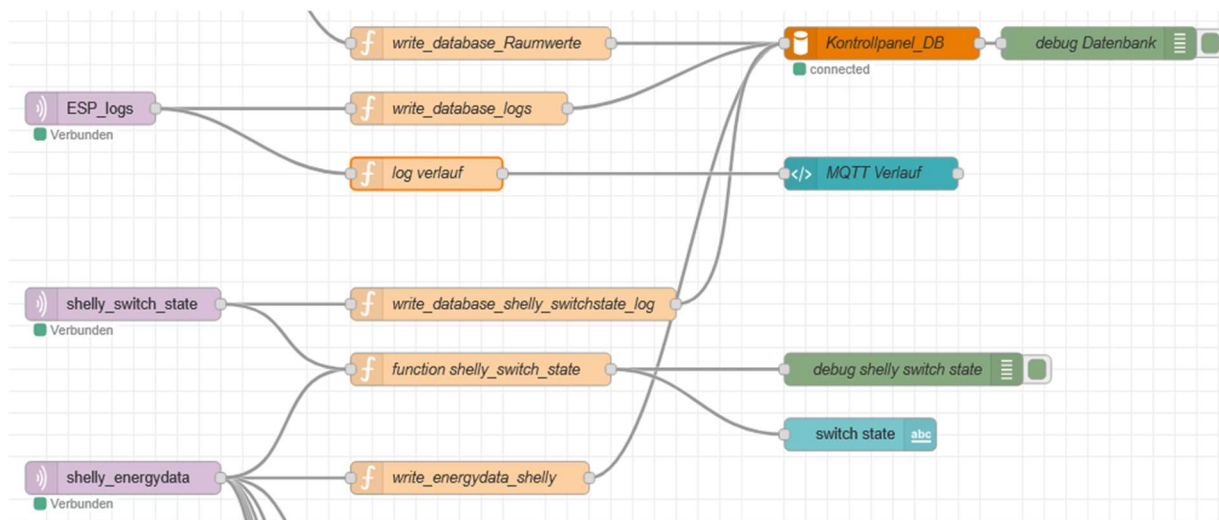 write_database_Raumwerte
Kontrollpanel_DB
debug Datenbank
connected
ESP_logs
write_database_logs
Verbunden
log verlauf
</>
MQTT Verlauf
shelly_switch_state
write_database_shelly_switchstate_log
Verbunden
function shelly_switch_state
debug shelly switch state
switch state
abc
shelly_energydata
write_energydata_shelly
Verbunden